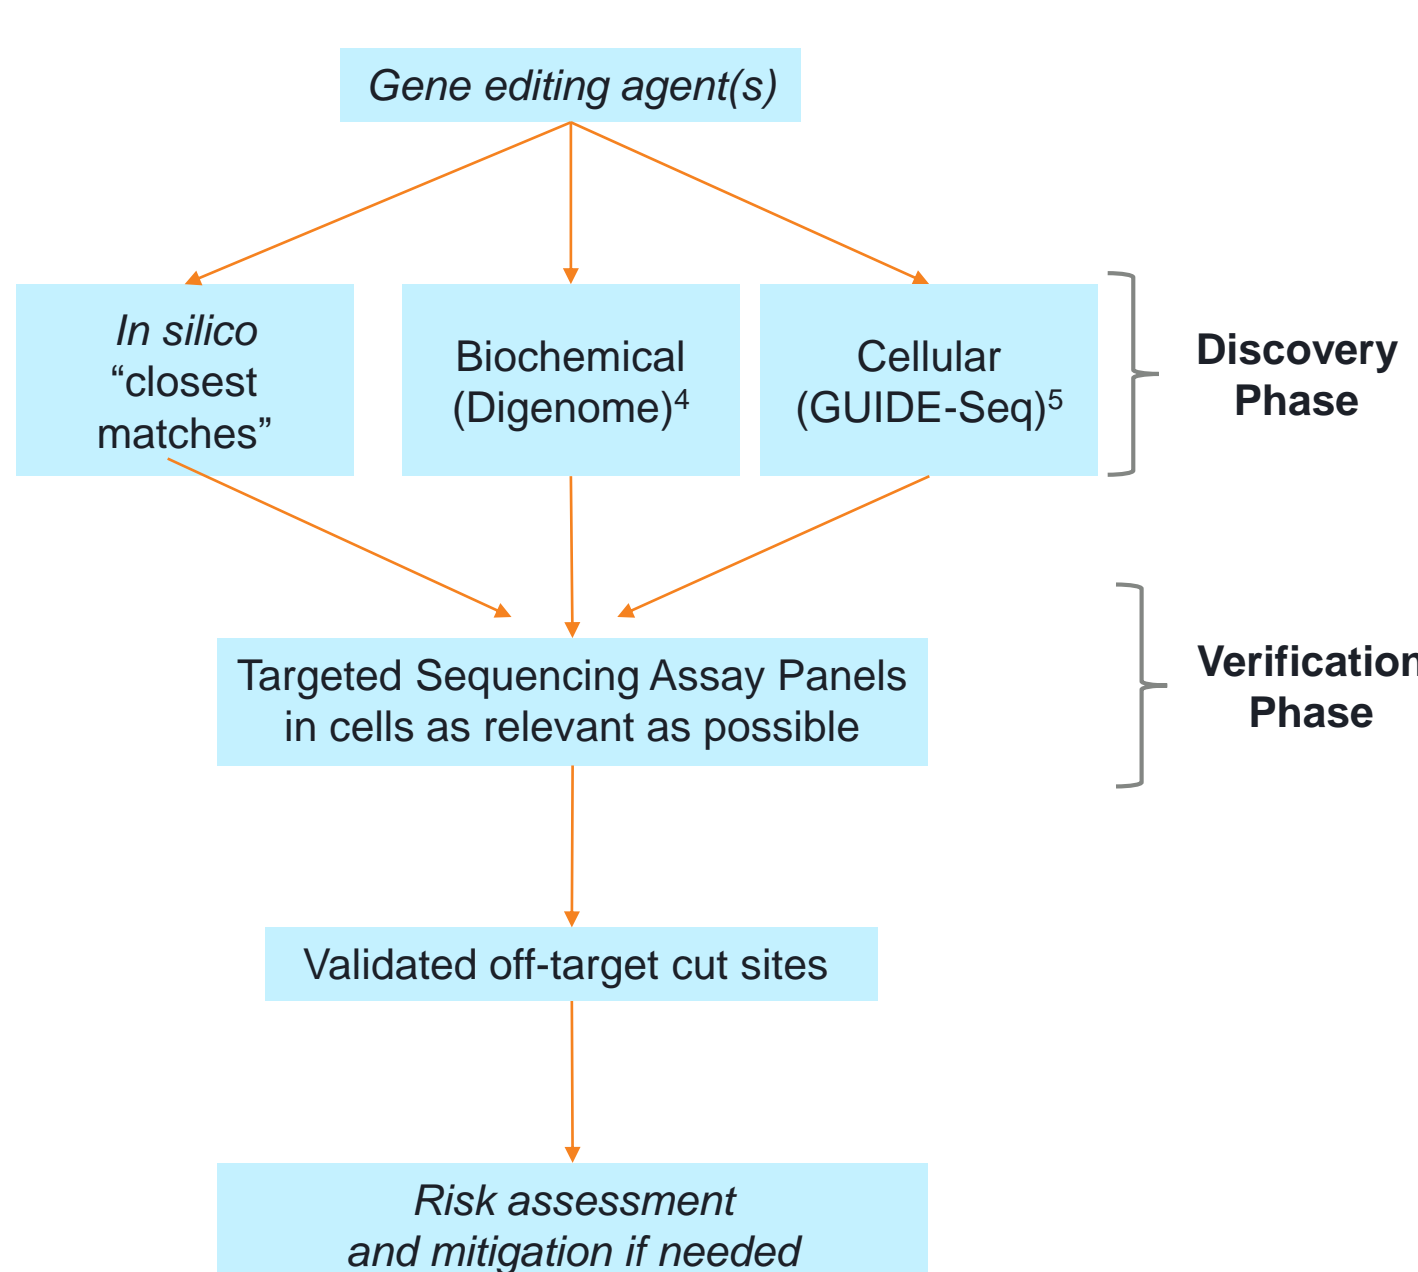 Gene editing agent(s)
In silico
“closest
matches”
Biochemical
(Digenome)4
Cellular
(GUIDE-Seq)5
Discovery
Phase
Targeted Sequencing Assay Panels
in cells as relevant as possible
Verification
Phase
Validated off-target cut sites
Risk assessment
and mitigation if needed